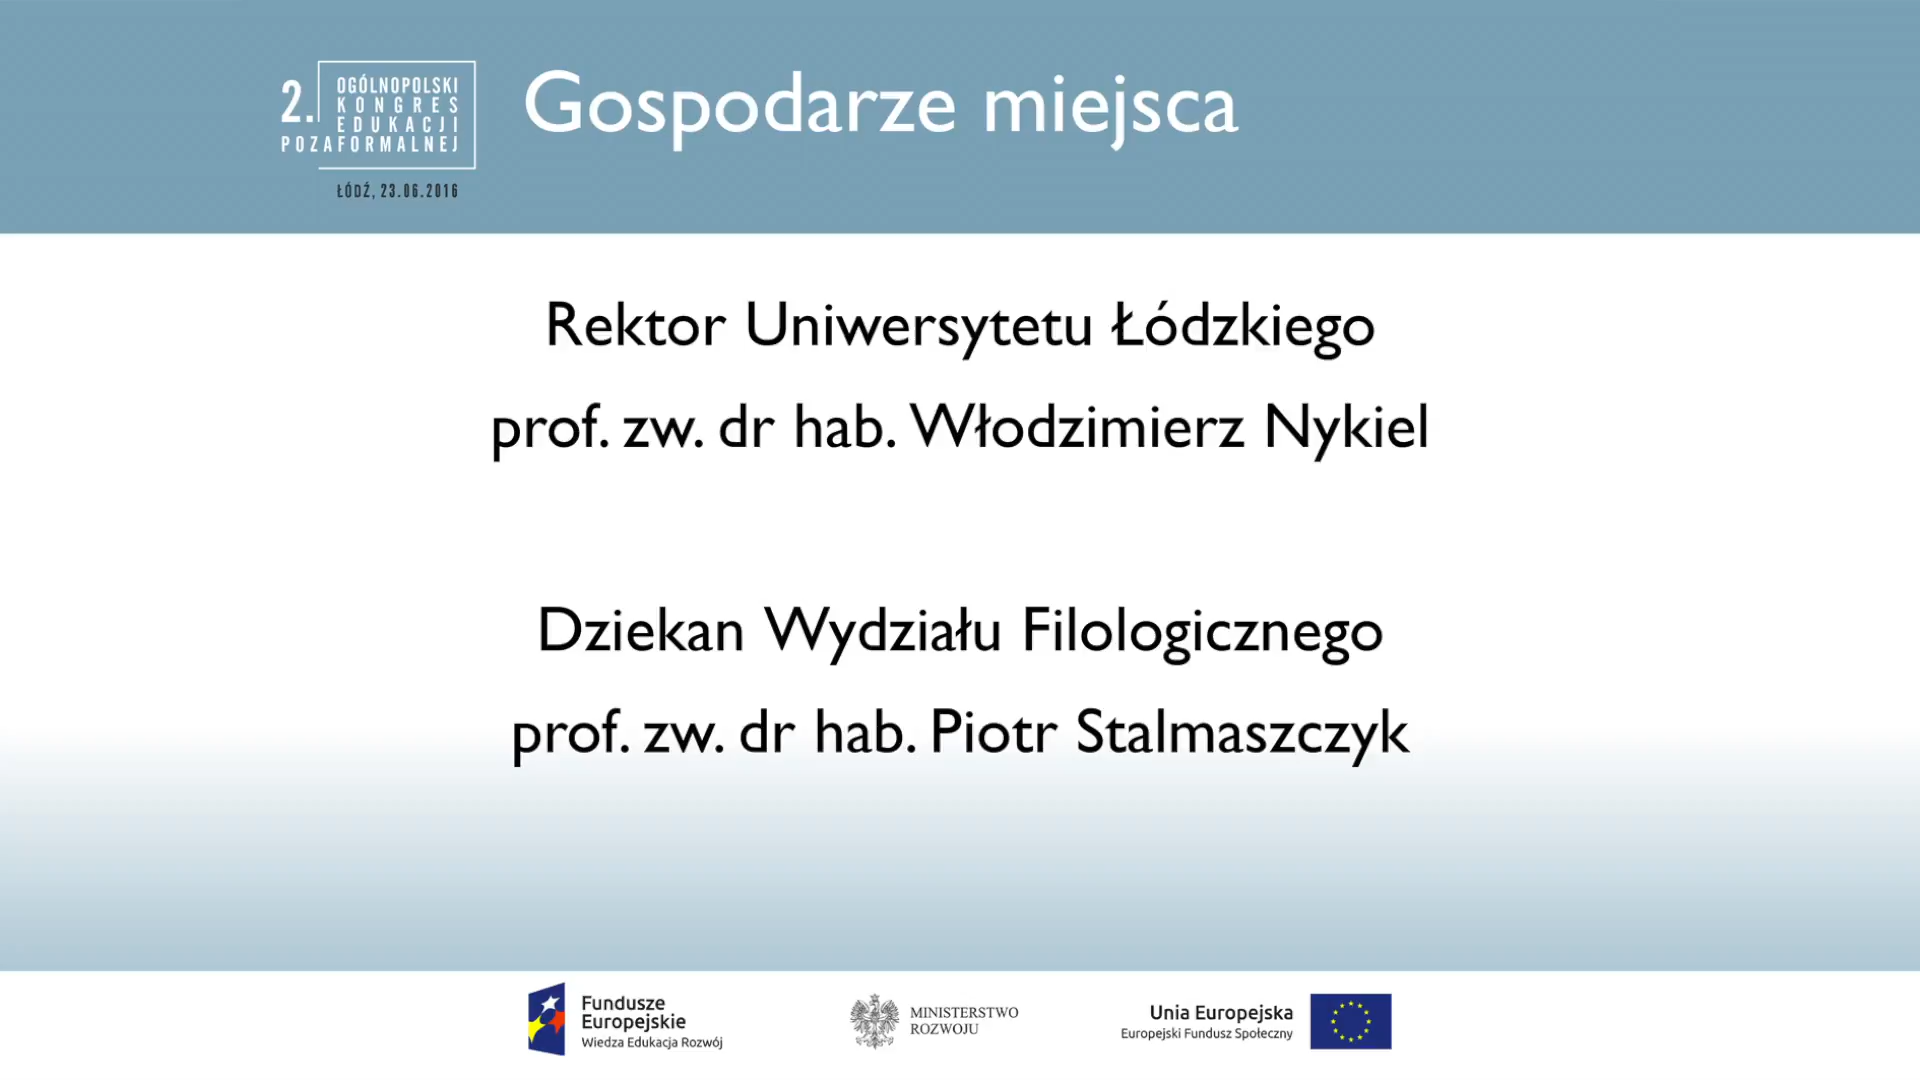 2. OGÓLNOPOLSKI
KONGRES
EDUKACJI
POZAFORMALNEJ
ŁÓDŹ, 23.06.2016
Gospodarze miejsca
Rektor Uniwersytetu Łódzkiego
prof. zw. dr hab. Włodzimierz Nykiel
Dziekan Wydziału Filologicznego
prof. zw. dr hab. Piotr Stalmaszczyk
Fundusze
Europejskie
Wiedza Edukacja Rozwój
MINISTERSTWO
ROZWOJU
Unia Europejska
Europejski Fundusz Społeczny